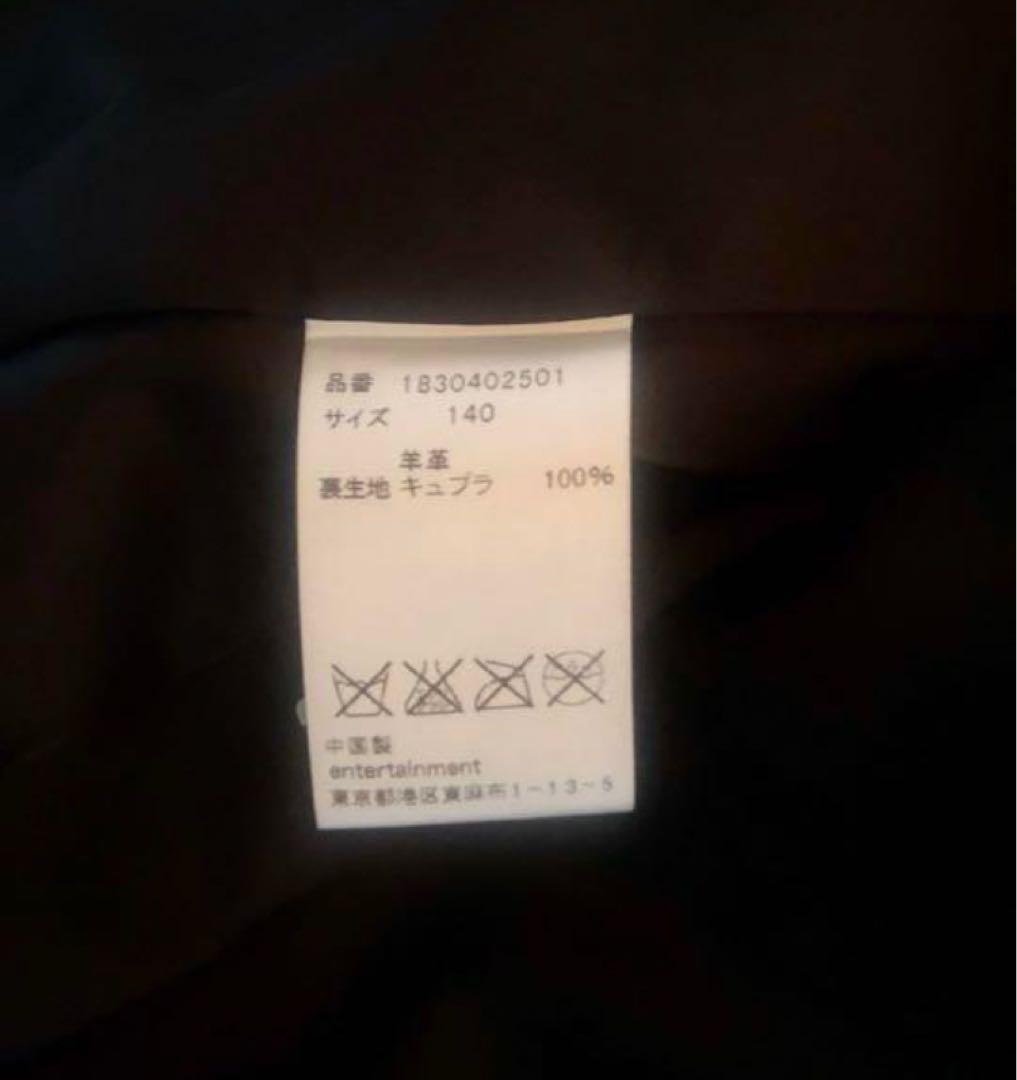 品番 1830402501
サイズ 140
羊革
裏生地 キュプラ 100%
中国製
entertainment
東京都港区東麻布1-13-5